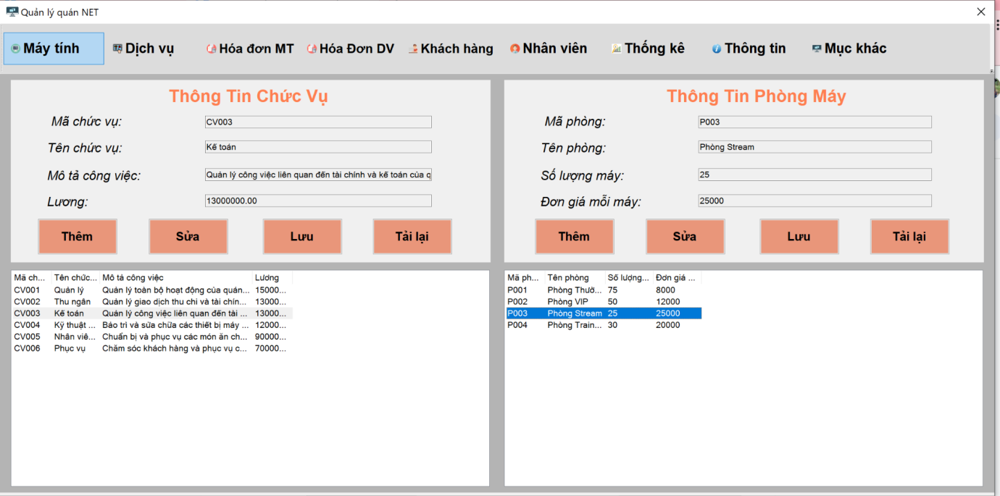 Quản lý quán NET
Máy tính Dịch vụ Hóa đơn MT Hóa Đơn DV Khách hàng Nhân viên Thống kê Thông tin Mục khác
Thông Tin Chức Vụ
Mã chức vụ: CV003
Tên chức vụ: Kế toán
Mô tả công việc: Quản lý công việc liên quan đến tài chính và kế toán của q
Lương: 13000000.00
Thêm Sửa Lưu Tải lại
Mã ch... Tên chức... Mô tả công việc Lương
CV001 Quản lý Quản lý toàn bộ hoạt động của quán... 15000...
CV002 Thu ngân Quản lý giao dịch thu chi và tài chín... 13000...
CV003 Kế toán Quản lý công việc liên quan đến tài ... 13000...
CV004 Kỹ thuật ... Bảo trì và sửa chữa các thiết bị máy ... 12000...
CV005 Nhân viê... Chuẩn bị và phục vụ các món ăn ch... 90000...
CV006 Phục vụ Chăm sóc khách hàng và phục vụ c... 70000...
Thông Tin Phòng Máy
Mã phòng: P003
Tên phòng: Phòng Stream
Số lượng máy: 25
Đơn giá mỗi máy: 25000
Thêm Sửa Lưu Tải lại
Mã ph... Tên phòng Số lượng... Đơn giá ...
P001 Phòng Thườ... 75 8000
P002 Phòng VIP 50 12000
P003 Phòng Stream 25 25000
P004 Phòng Train... 30 20000